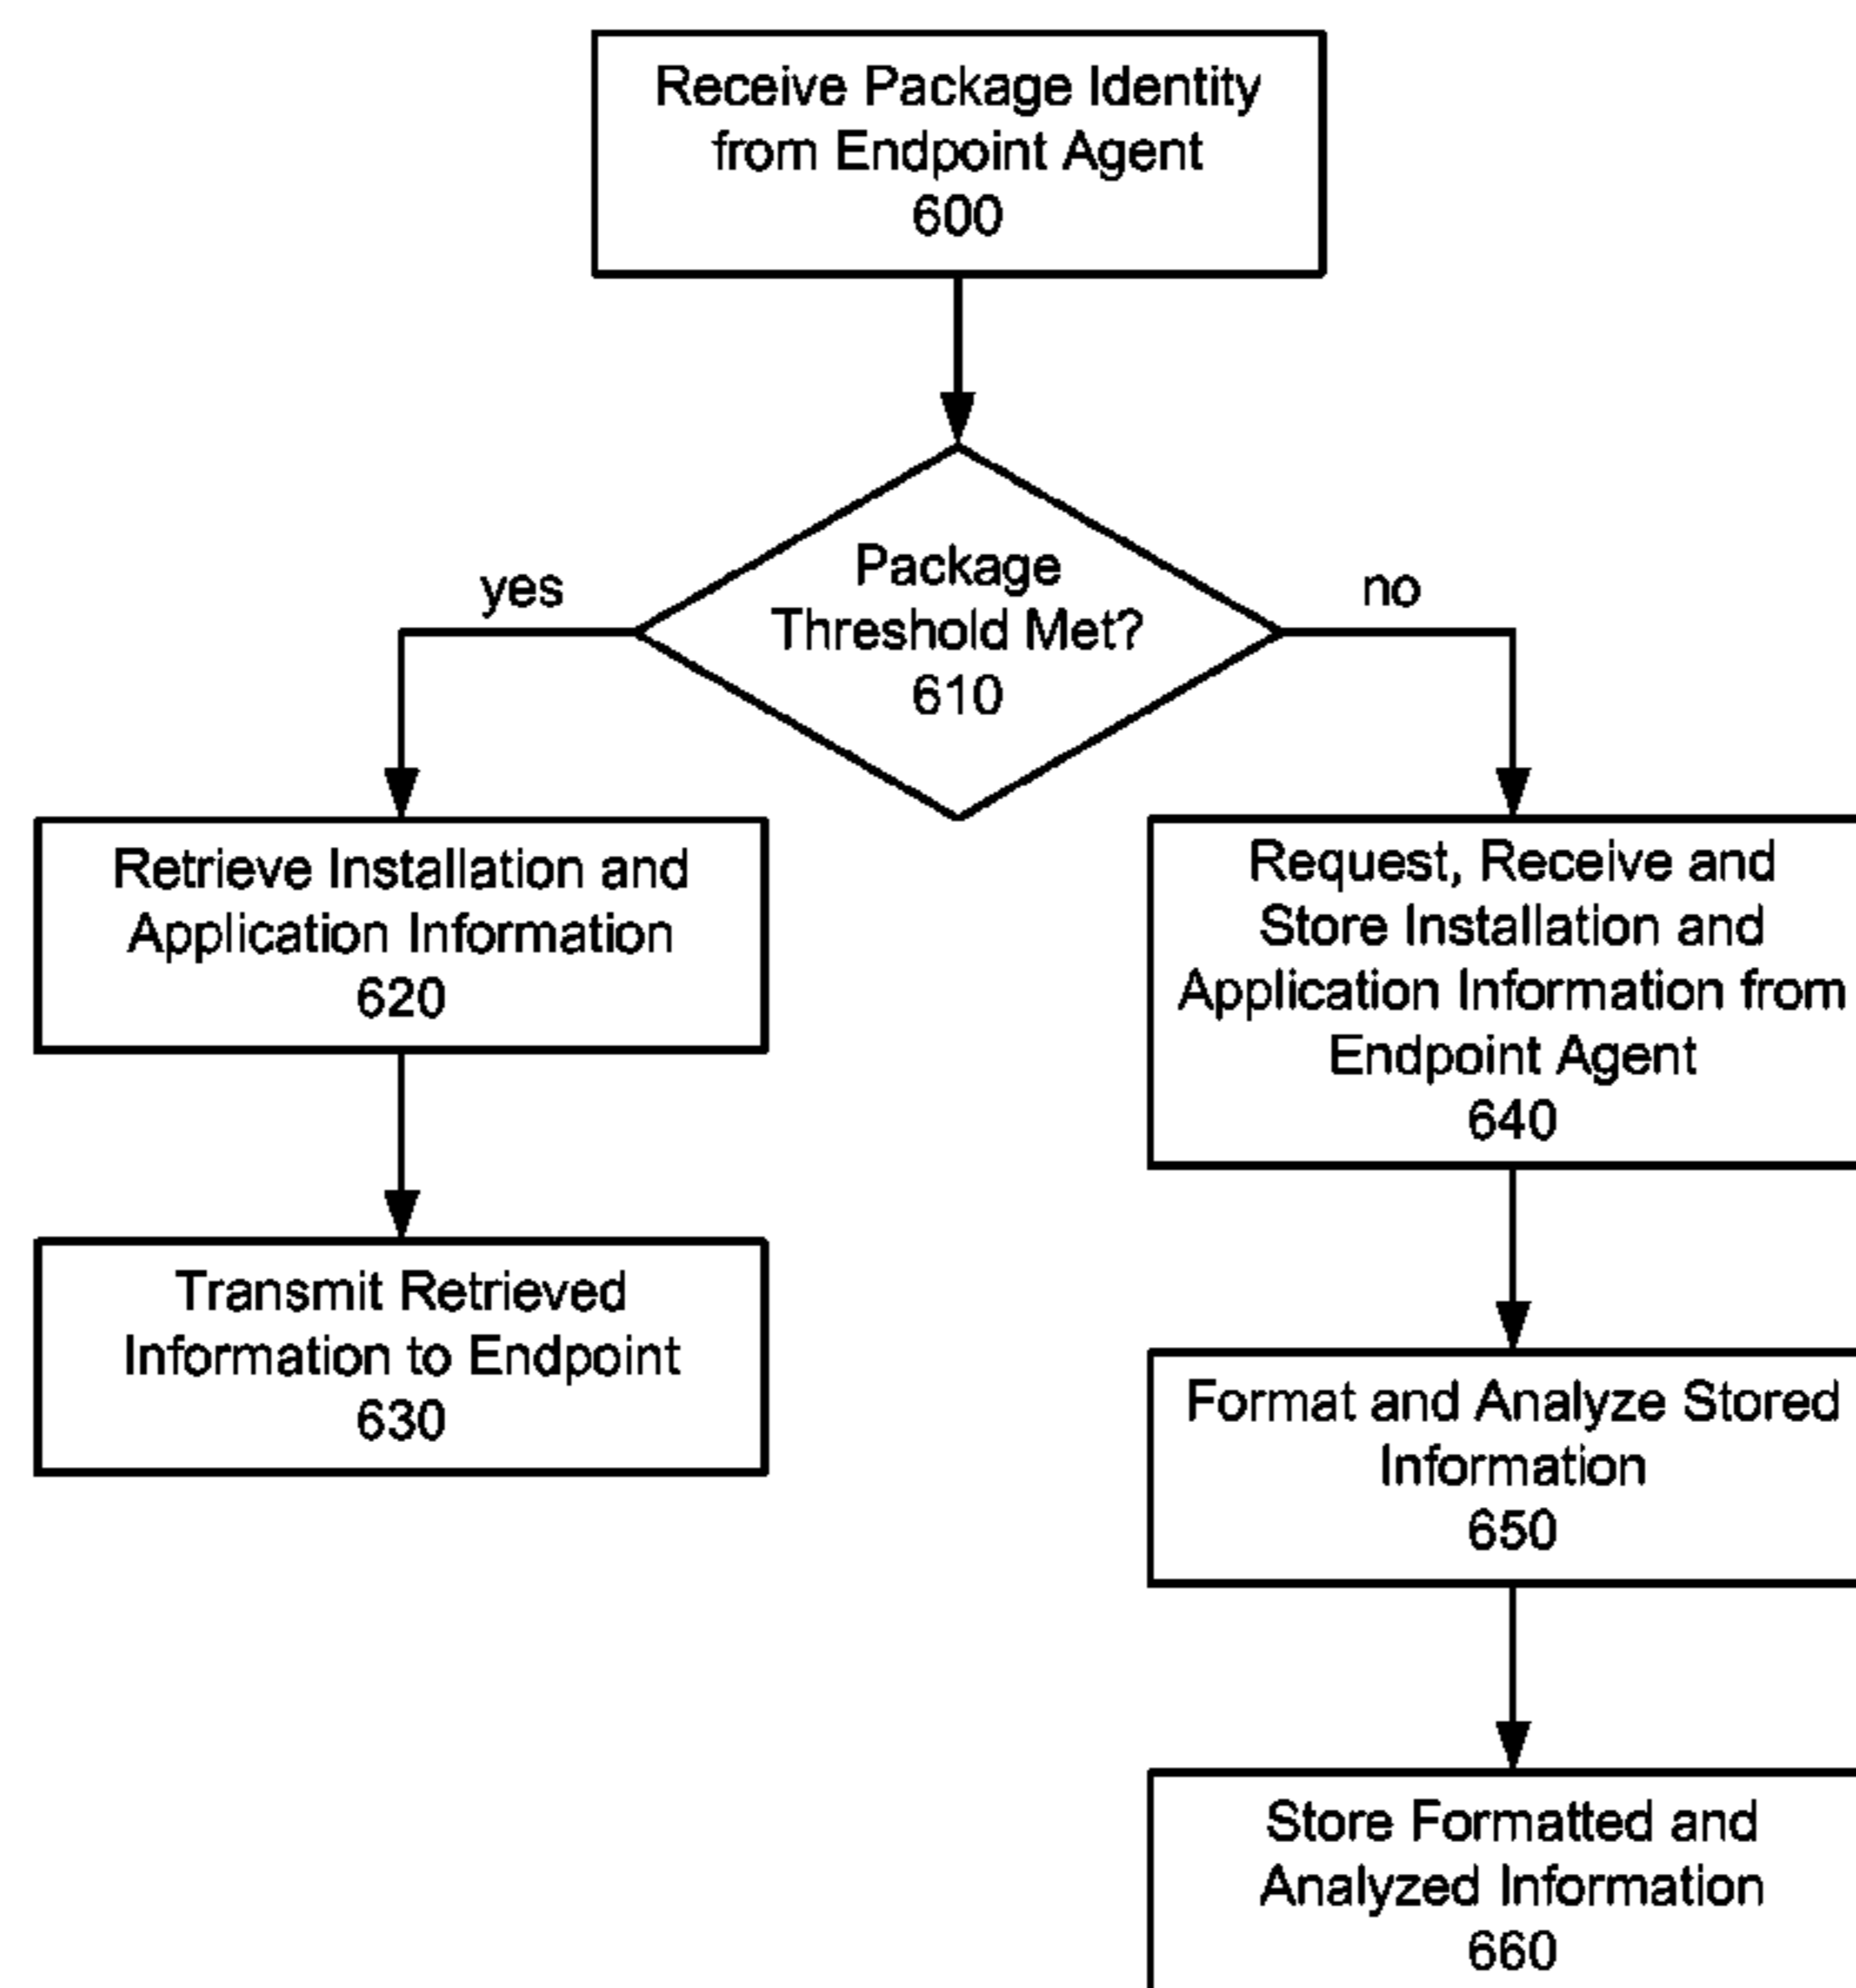 Receive Package Identity
from Endpoint Agent
600
Package
Threshold Met?
610
yes
no
Retrieve Installation and
Application Information
620
Transmit Retrieved
Information to Endpoint
630
Request, Receive and
Store Installation and
Application Information from
Endpoint Agent
640
Format and Analyze Stored
Information
650
Store Formatted and
Analyzed Information
660